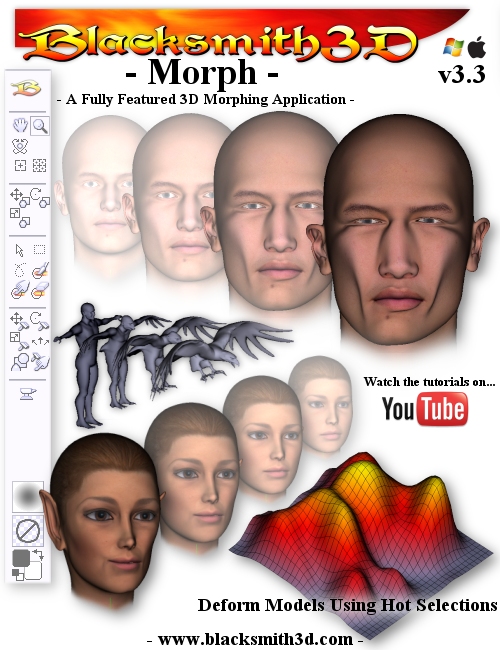 Blacksmith3D
- Morph -
v3.3
- A Fully Featured 3D Morphing Application -
B
Watch the tutorials on...
YouTube
Deform Models Using Hot Selections
- www.blacksmith3d.com -